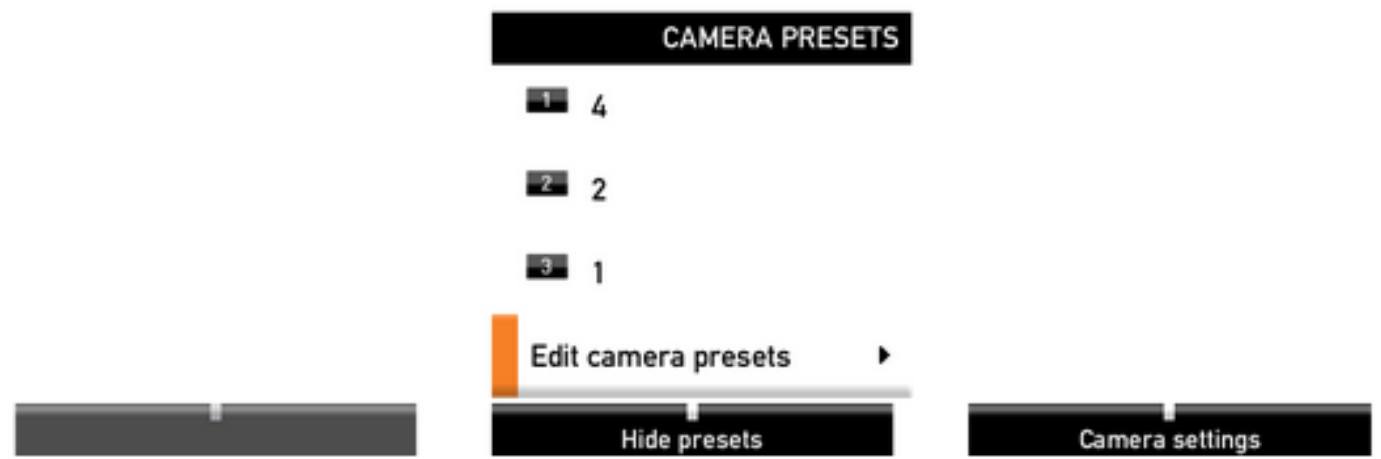 CAMERA PRESETS
1 4
2 2
3 1
Edit camera presets
Hide presets
Camera settings